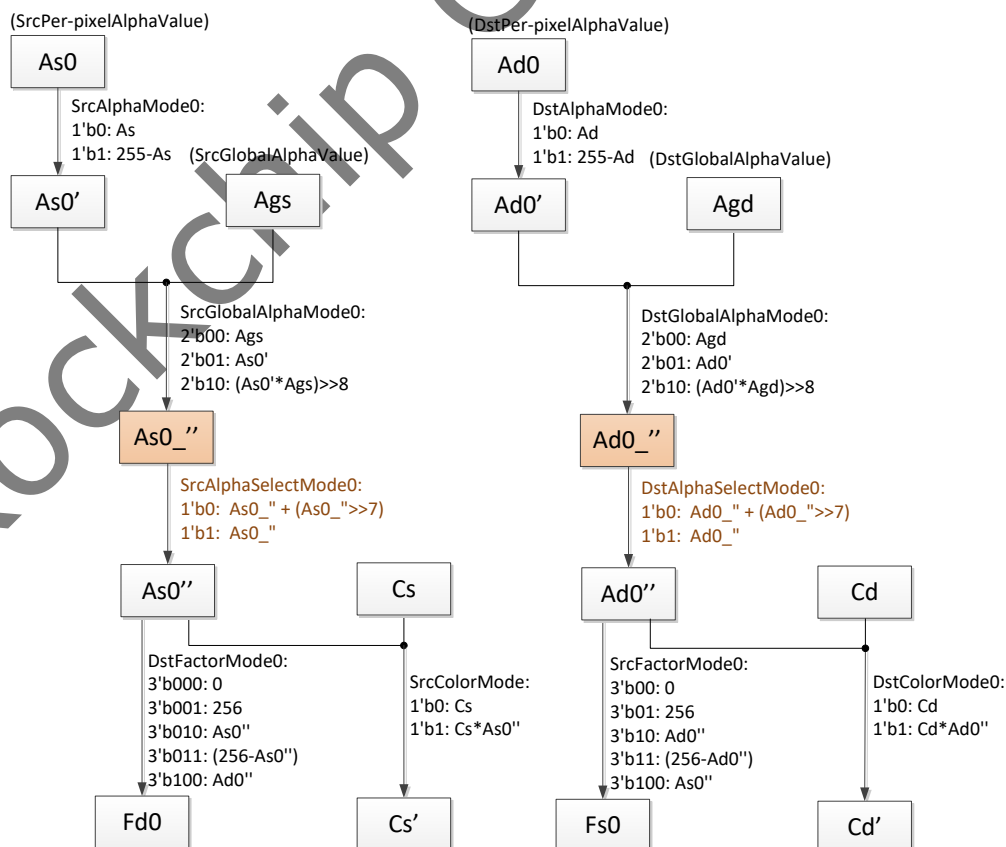 (SrcPer-pixelAlphaValue)
As0
SrcAlphaMode0:
1'b0: As
1'b1: 255-As
(SrcGlobalAlphaValue)
As0’
Ags
SrcGlobalAlphaMode0:
2'b00: Ags
2'b01: As0'
2'b10: (As0'*Ags)>>8
As0_’’
SrcAlphaSelectMode0:
1'b0:  As0_" + (As0_">>7)
1'b1:  As0_"
As0’’
Cs
DstFactorMode0:
3'b000: 0
3'b001: 256
3'b010: As0''
3'b011: (256-As0'')
3'b100: Ad0''
SrcColorMode:
1'b0: Cs
1'b1: Cs*As0''
Fd0
Cs’
(DstPer-pixelAlphaValue)
Ad0
DstAlphaMode0:
1'b0: Ad
1'b1: 255-Ad
(DstGlobalAlphaValue)
Ad0’
Agd
DstGlobalAlphaMode0:
2'b00: Agd
2'b01: Ad0'
2'b10: (Ad0'*Agd)>>8
Ad0_’’
DstAlphaSelectMode0:
1'b0:  Ad0_" + (Ad0_">>7)
1'b1:  Ad0_"
Ad0’’
Cd
SrcFactorMode0:
3'b00: 0
3'b01: 256
3'b10: Ad0''
3'b11: (256-Ad0'')
3'b100: As0''
DstColorMode0:
1'b0: Cd
1'b1: Cd*Ad0''
Fs0
Cd’
ockchip